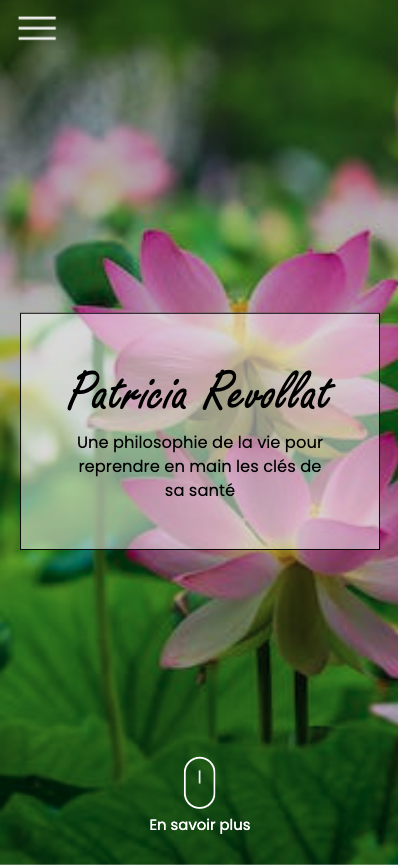 Patricia Revollat
Une philosophie de la vie pour
reprendre en main les clés de
sa santé
En savoir plus